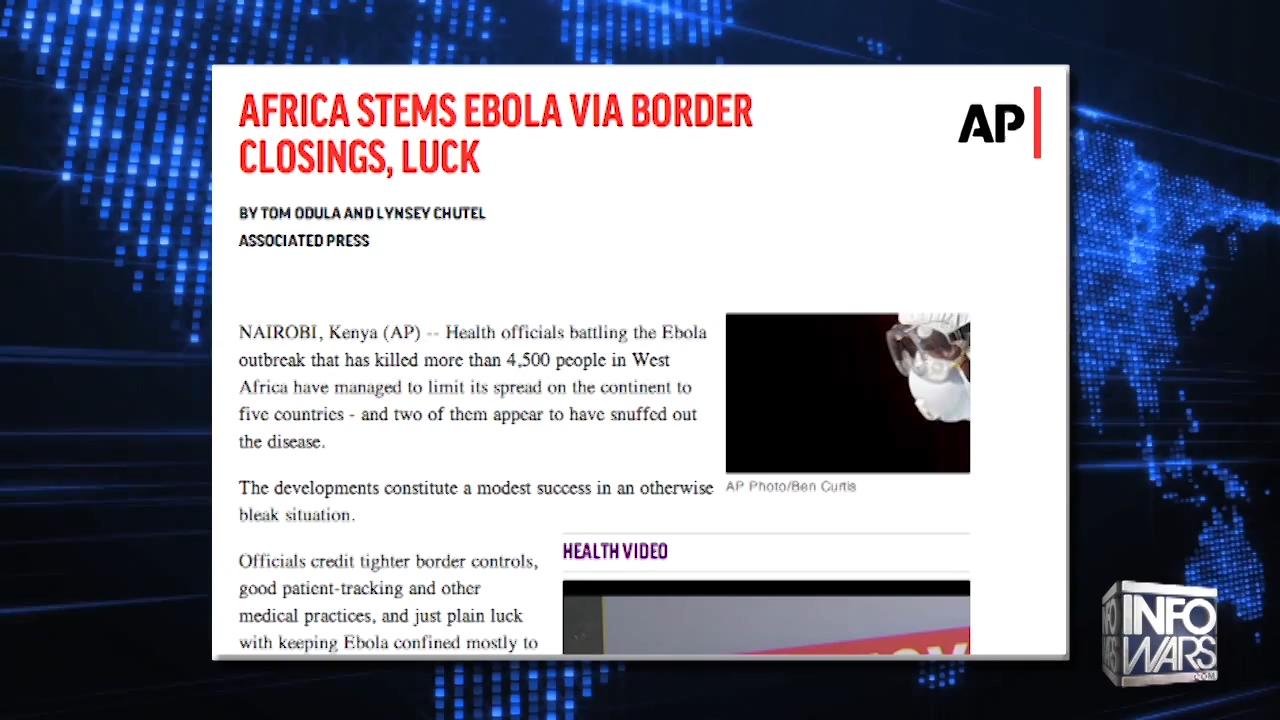 AFRICA STEMS EBOLA VIA BORDER
CLOSINGS, LUCK
AP
BY TOM ODULA AND LYNSEY CHUTEL
ASSOCIATED PRESS
NAIROBI, Kenya (AP) -- Health officials battling the Ebola
outbreak that has killed more than 4,500 people in West
Africa have managed to limit its spread on the continent to
five countries - and two of them appear to have snuffed out
the disease.
AP Photo/Ben Curtis
The developments constitute a modest success in an otherwise
bleak situation.
HEALTH VIDEO
Officials credit tighter border controls,
good patient-tracking and other
medical practices, and just plain luck
with keeping Ebola confined mostly to
INFO
WARS
.COM